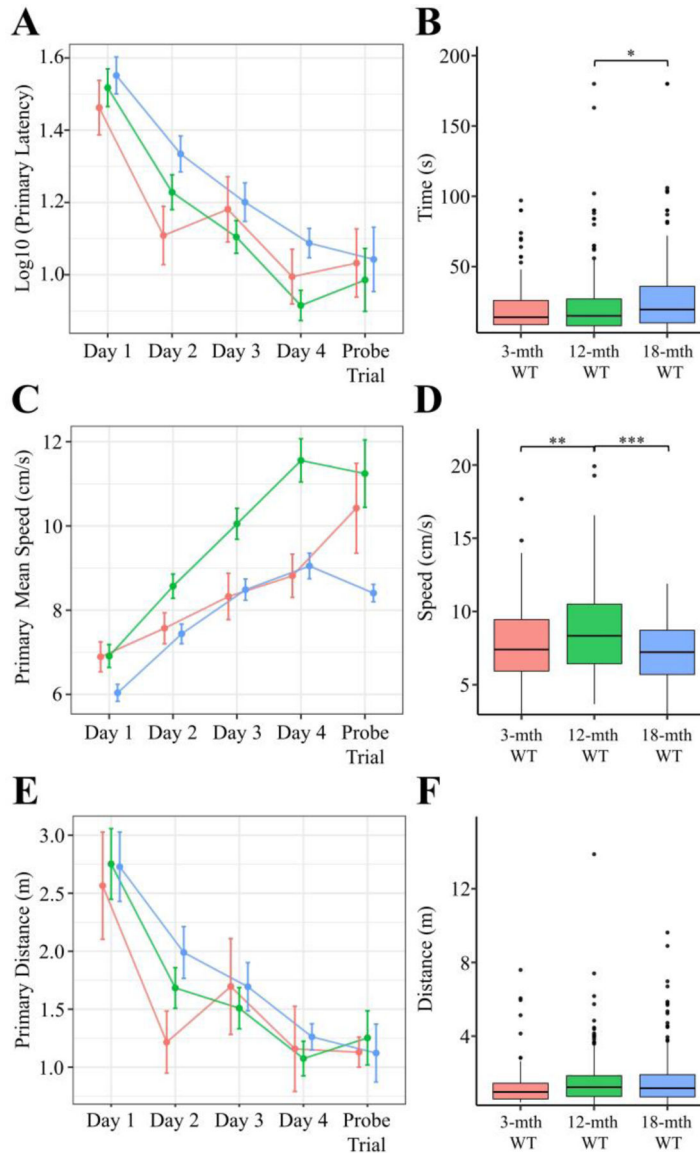 A
Log10 (Primary Latency)
1.6
1.4
1.2
1.0
Day 1 Day 2 Day 3 Day 4 Probe
Trial
B
Time (s)
200
150
100
50
*
3-mth 12-mth 18-mth
WT WT WT
C
Primary Mean Speed (cm/s)
12
10
8
6
Day 1 Day 2 Day 3 Day 4 Probe
Trial
D
Speed (cm/s)
20
15
10
5
** ***
3-mth 12-mth 18-mth
WT WT WT
E
Primary Distance (m)
3.0
2.5
2.0
1.5
1.0
Day 1 Day 2 Day 3 Day 4 Probe
Trial
F
Distance (m)
12
8
4
3-mth 12-mth 18-mth
WT WT WT